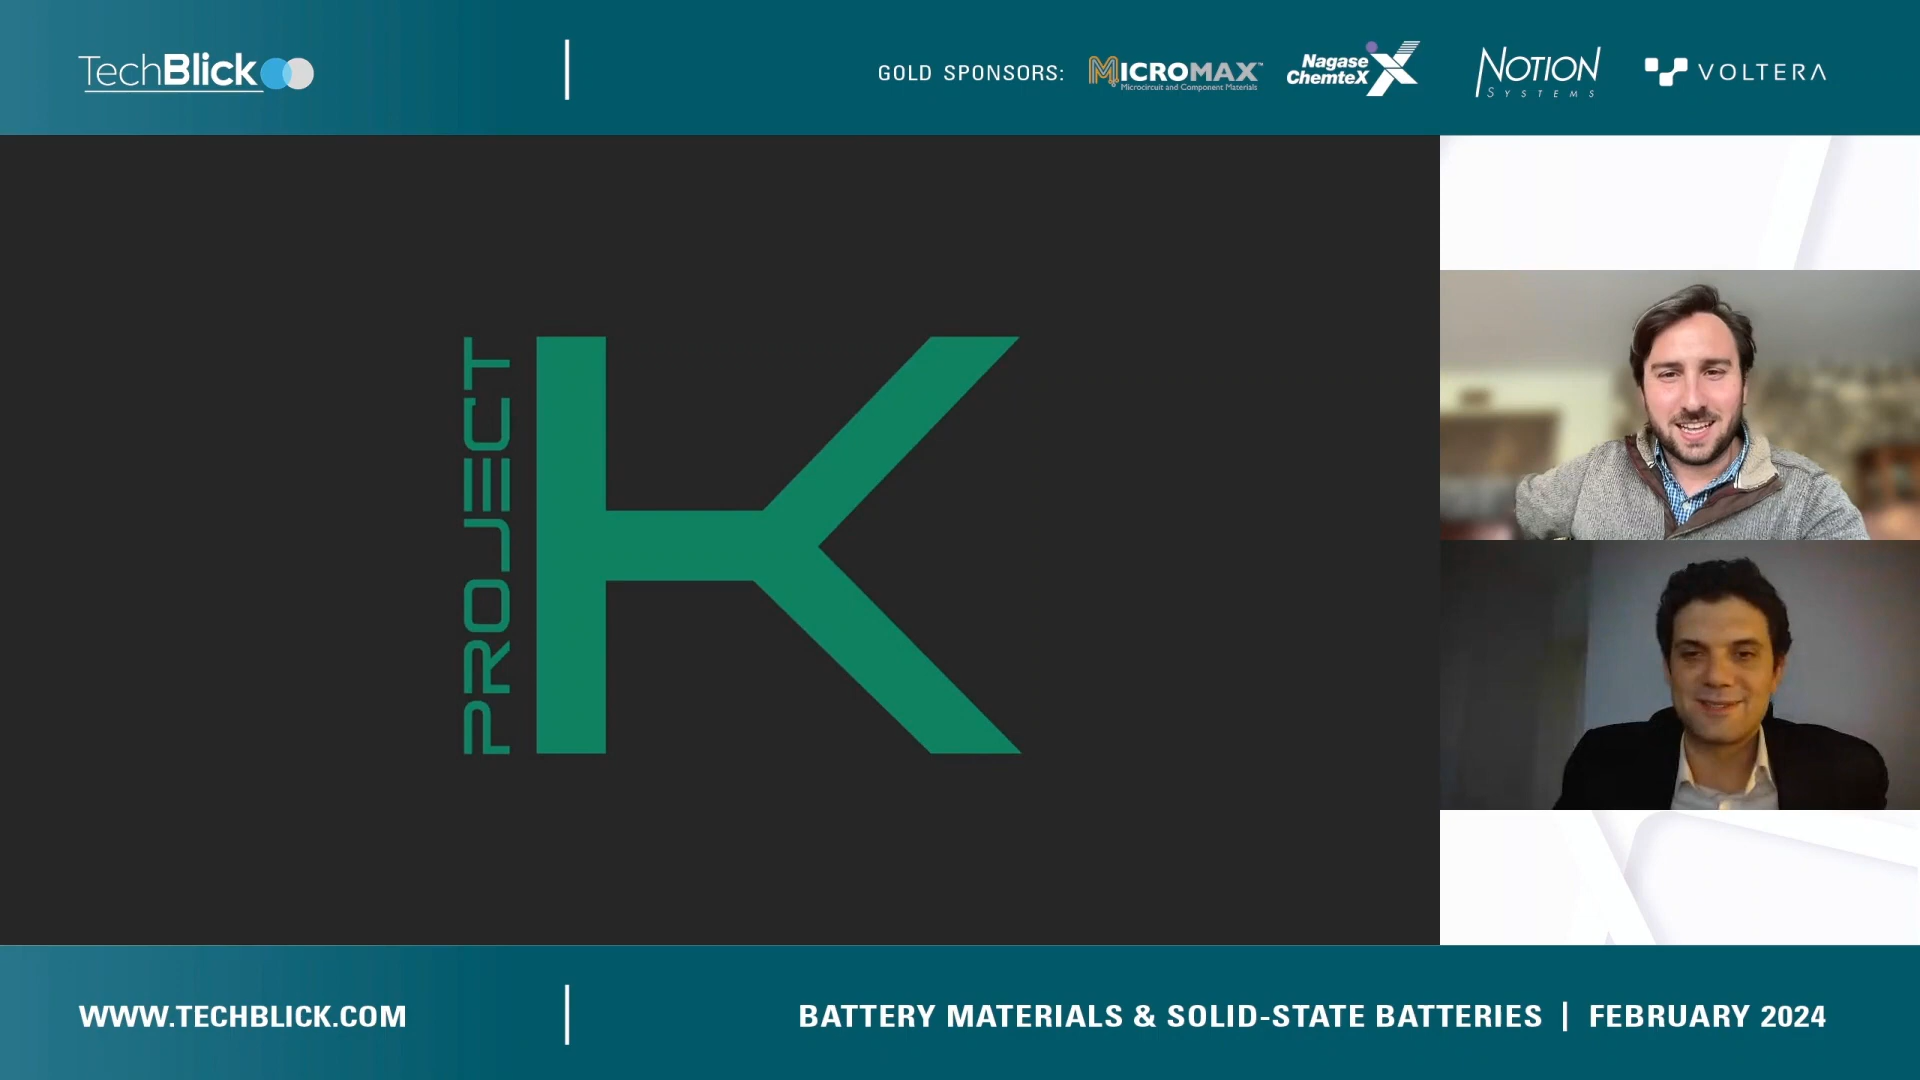 TechBlick
GOLD SPONSORS:
MICROMAX™
Microcircuit and Component Materials
Nagase
ChemteX
NOTION
SYSTEMS
VOLTERA
PROJECT
K
WWW.TECHBLICK.COM
BATTERY MATERIALS & SOLID-STATE BATTERIES | FEBRUARY 2024